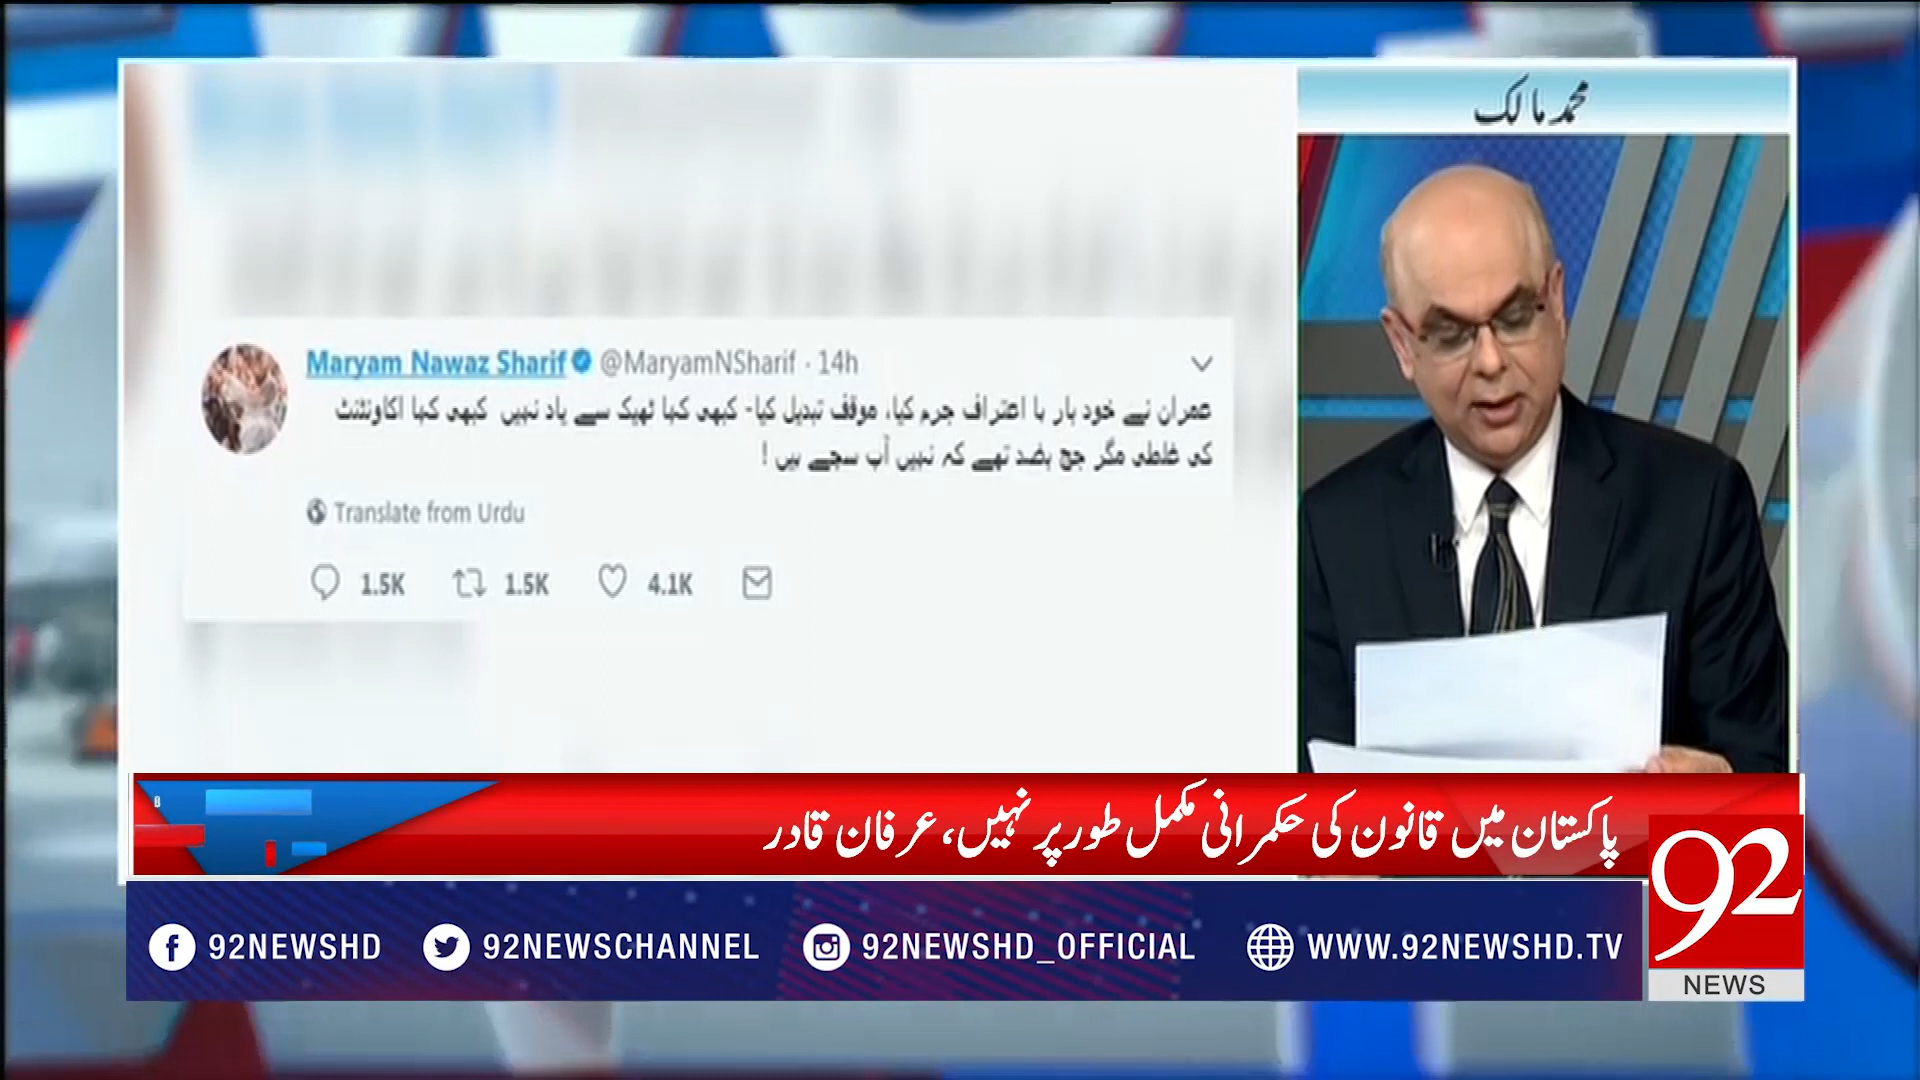 محمد مالک
Maryam Nawaz Sharif @MaryamNSharif · 14h
عمران نے خود بار با اعتراف جرم کیا، موقف تبدیل کیا- کبھی کہا ٹھیک سے یاد نہیں کبھی کہا اکاونٹنٹ
کی غلطی مگر جج بضد تھے کہ نہیں آپ سچے ہیں !
Translate from Urdu
1.5K 1.5K 4.1K
پاکستان میں قانون کی حکمرانی مکمل طور پر نہیں، عرفان قادر
92NEWSHD 92NEWSCHANNEL 92NEWSHD_OFFICIAL WWW.92NEWSHD.TV
92
NEWS